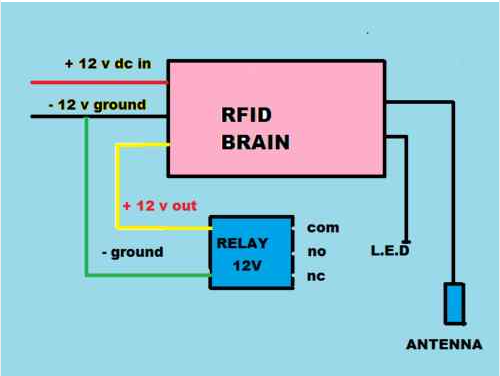 + 12 v dc in
- 12 v ground
RFID
BRAIN
+ 12 v out
- ground
RELAY
12V
com
no
nc
L.E.D
ANTENNA